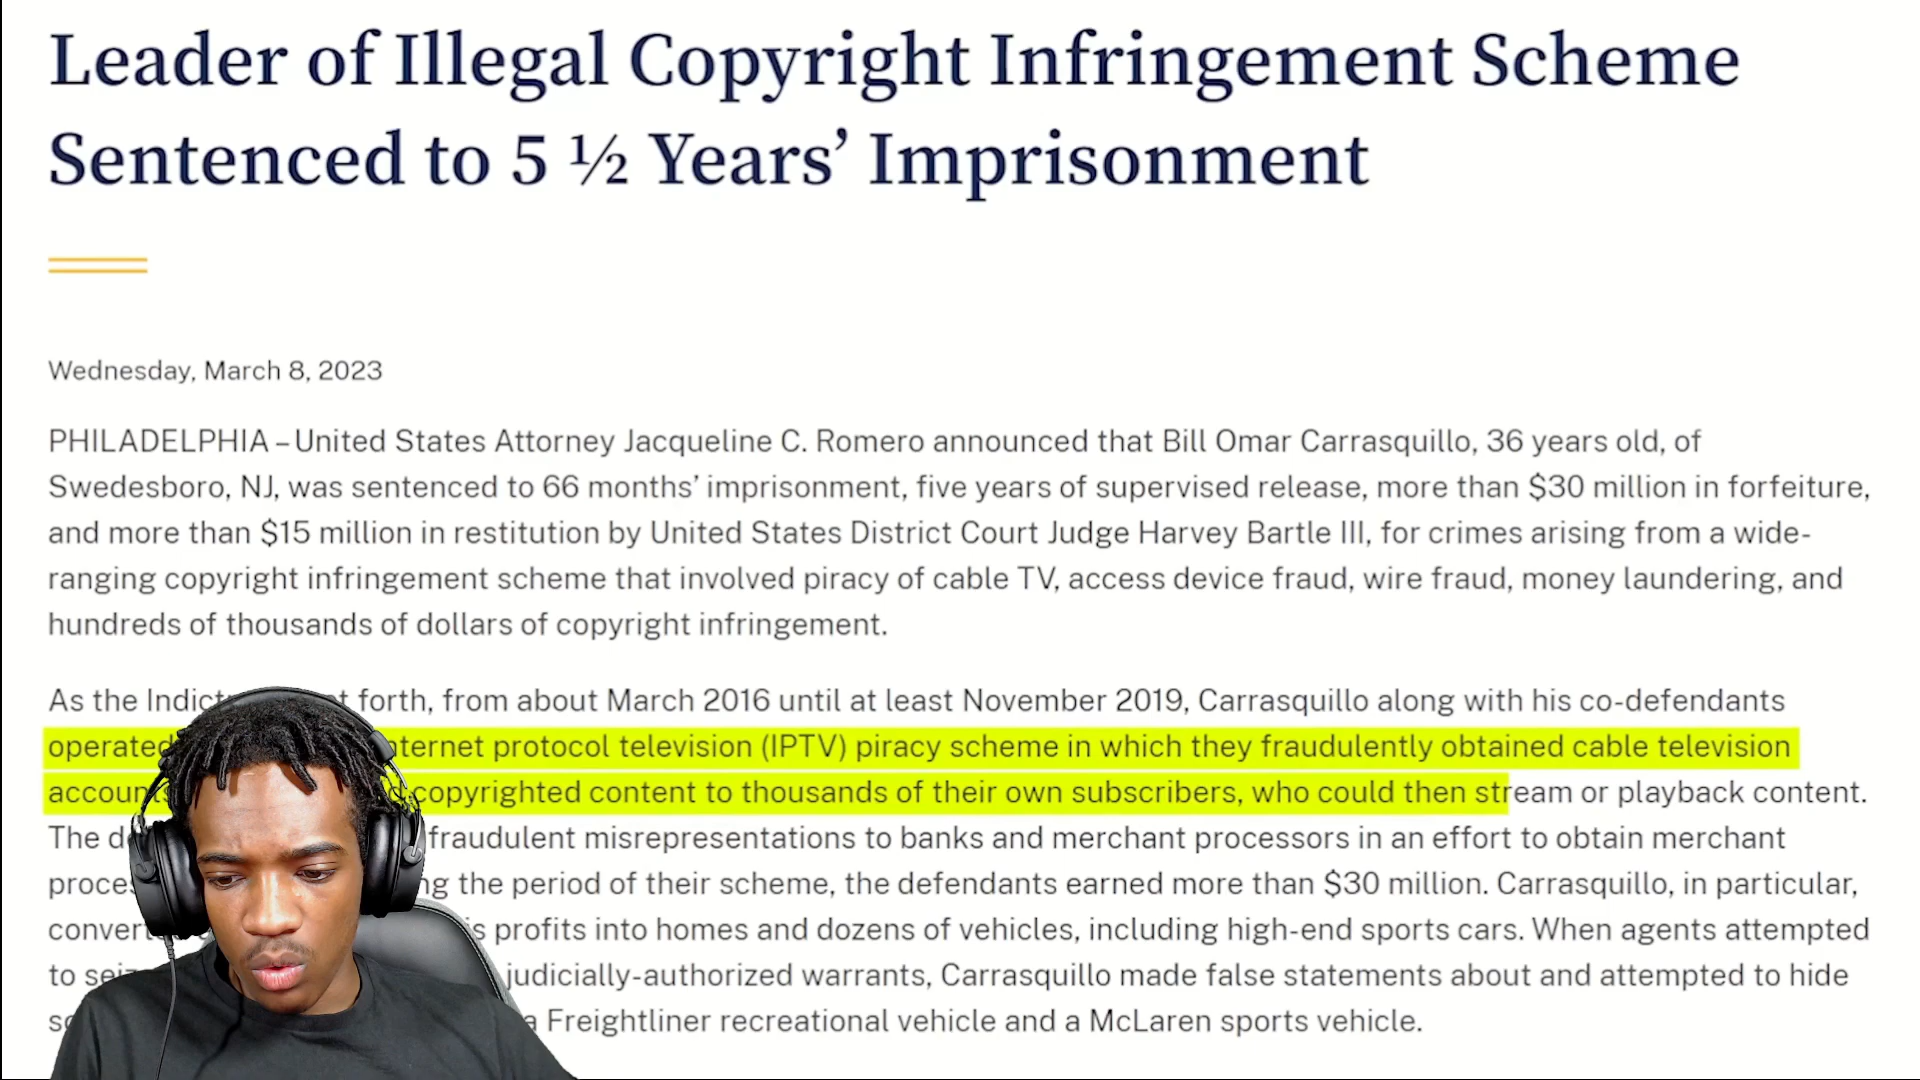 Leader of Illegal Copyright Infringement Scheme
Sentenced to 5 ½ Years’ Imprisonment
Wednesday, March 8, 2023
PHILADELPHIA – United States Attorney Jacqueline C. Romero announced that Bill Omar Carrasquillo, 36 years old, of
Swedesboro, NJ, was sentenced to 66 months’ imprisonment, five years of supervised release, more than $30 million in forfeiture,
and more than $15 million in restitution by United States District Court Judge Harvey Bartle III, for crimes arising from a wide-
ranging copyright infringement scheme that involved piracy of cable TV, access device fraud, wire fraud, money laundering, and
hundreds of thousands of dollars of copyright infringement.
As the forth, from about March 2016 until at least November 2019, Carrasquillo along with his co-defendants
operated protocol television (IPTV) piracy scheme in which they fraudulently obtained cable television
copyrighted content to thousands of their own subscribers, who could then stream or playback content.
The fraudulent misrepresentations to banks and merchant processors in an effort to obtain merchant
the period of their scheme, the defendants earned more than $30 million. Carrasquillo, in particular,
profits into homes and dozens of vehicles, including high-end sports cars. When agents attempted
to judicially-authorized warrants, Carrasquillo made false statements about and attempted to hide
a Freightliner recreational vehicle and a McLaren sports vehicle.